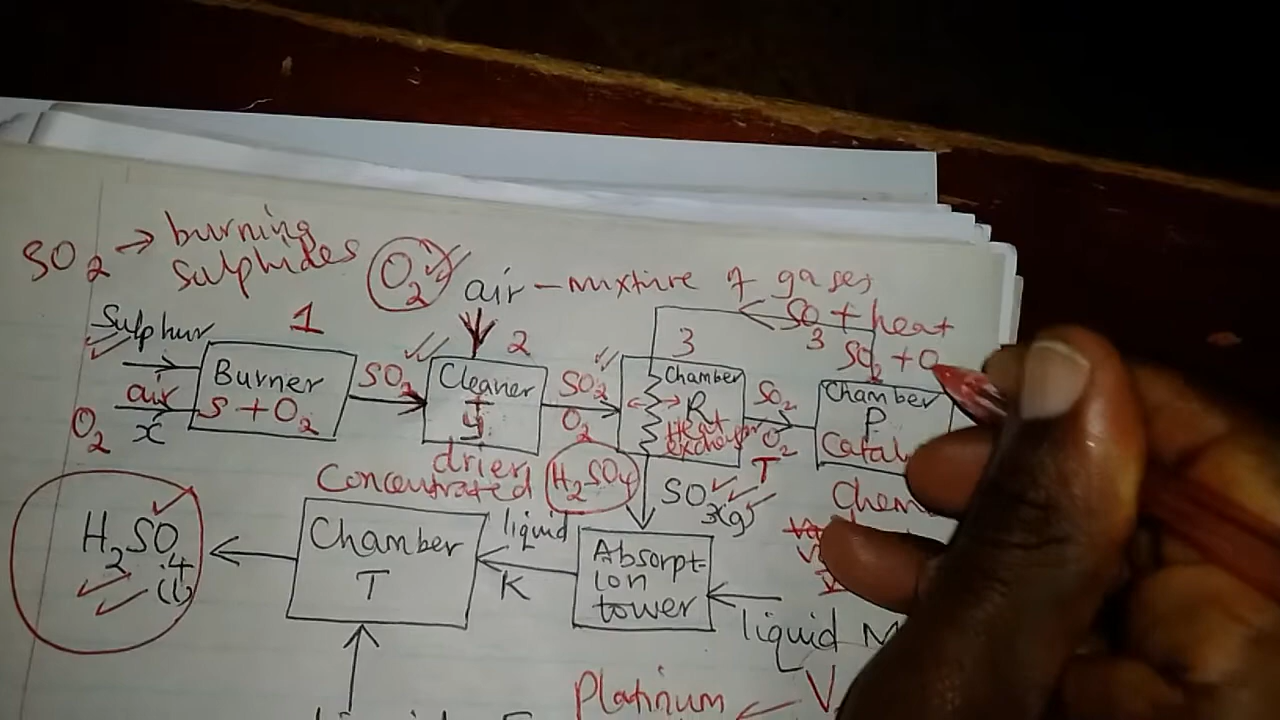 SO2 → burning
sulphides
O2 air - mixture of gases
SO3 + heat
SO2 + O
Sulphur
1
air
O2
x
Burner
S + O2
SO2
2
Cleaner
y
drier
SO2
O2
3
Chamber
R
Heat
exchanger
SO2
O2
T
Chamber
P
Catal
Chem
Concentrated H2SO4
SO3(g)
H2SO4(l)
Chamber
T
liquid
K
Absorpt-
ion
tower
liquid M
Platinum
V